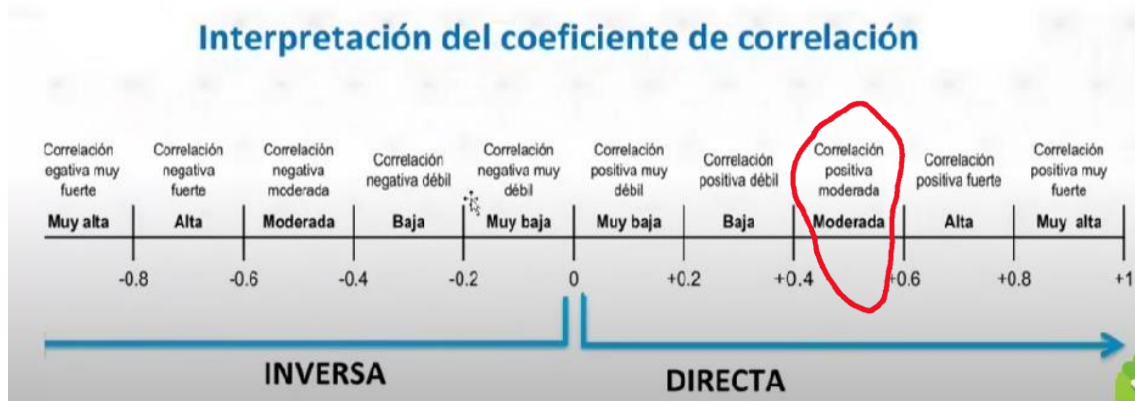 Interpretación del coeficiente de correlación
Correlación
egativa muy
fuerte
Correlación
negativa
fuerte
Correlación
negativa
moderada
Correlación
negativa débil
Correlación
negativa muy
débil
Correlación
positiva muy
débil
Correlación
positiva débil
Correlación
positiva
moderada
Correlación
positiva fuerte
Correlación
positiva muy
fuerte
Muy alta Alta Moderada Baja Muy baja Muy baja Baja Moderada Alta Muy alta
-0.8 -0.6 -0.4 -0.2 0 +0.2 +0.4 +0.6 +0.8 +1
INVERSA
DIRECTA